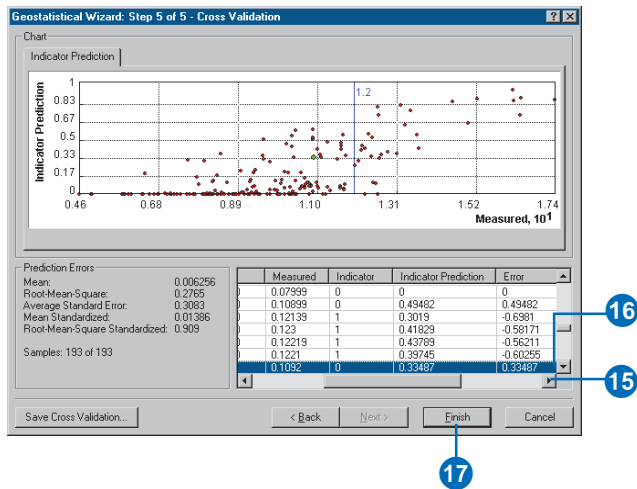 Geostatistical Wizard: Step 5 of 5 - Cross Validation
Chart
Indicator Prediction
Indicator Prediction
1
0.83
0.67
0.5
0.33
0.17
0
1.2
0.46 0.68 0.89 1.10 1.31 1.52 1.74
Measured, 10¹
Prediction Errors
Mean: 0.006256
Root-Mean-Square: 0.2765
Average Standard Error: 0.3083
Mean Standardized: 0.01386
Root-Mean-Square Standardized: 0.909
Samples: 193 of 193
Measured Indicator Indicator Prediction Error
0.07999 0 0 0
0.10899 0 0.49482 0.49482
0.12139 1 0.3019 -0.6981
0.123 1 0.41829 -0.58171
0.12219 1 0.43789 -0.56211
0.1221 1 0.39745 -0.60255
0.1092 0 0.33487 0.33487
16
15
Save Cross Validation...
< Back
Next >
Finish
Cancel
17